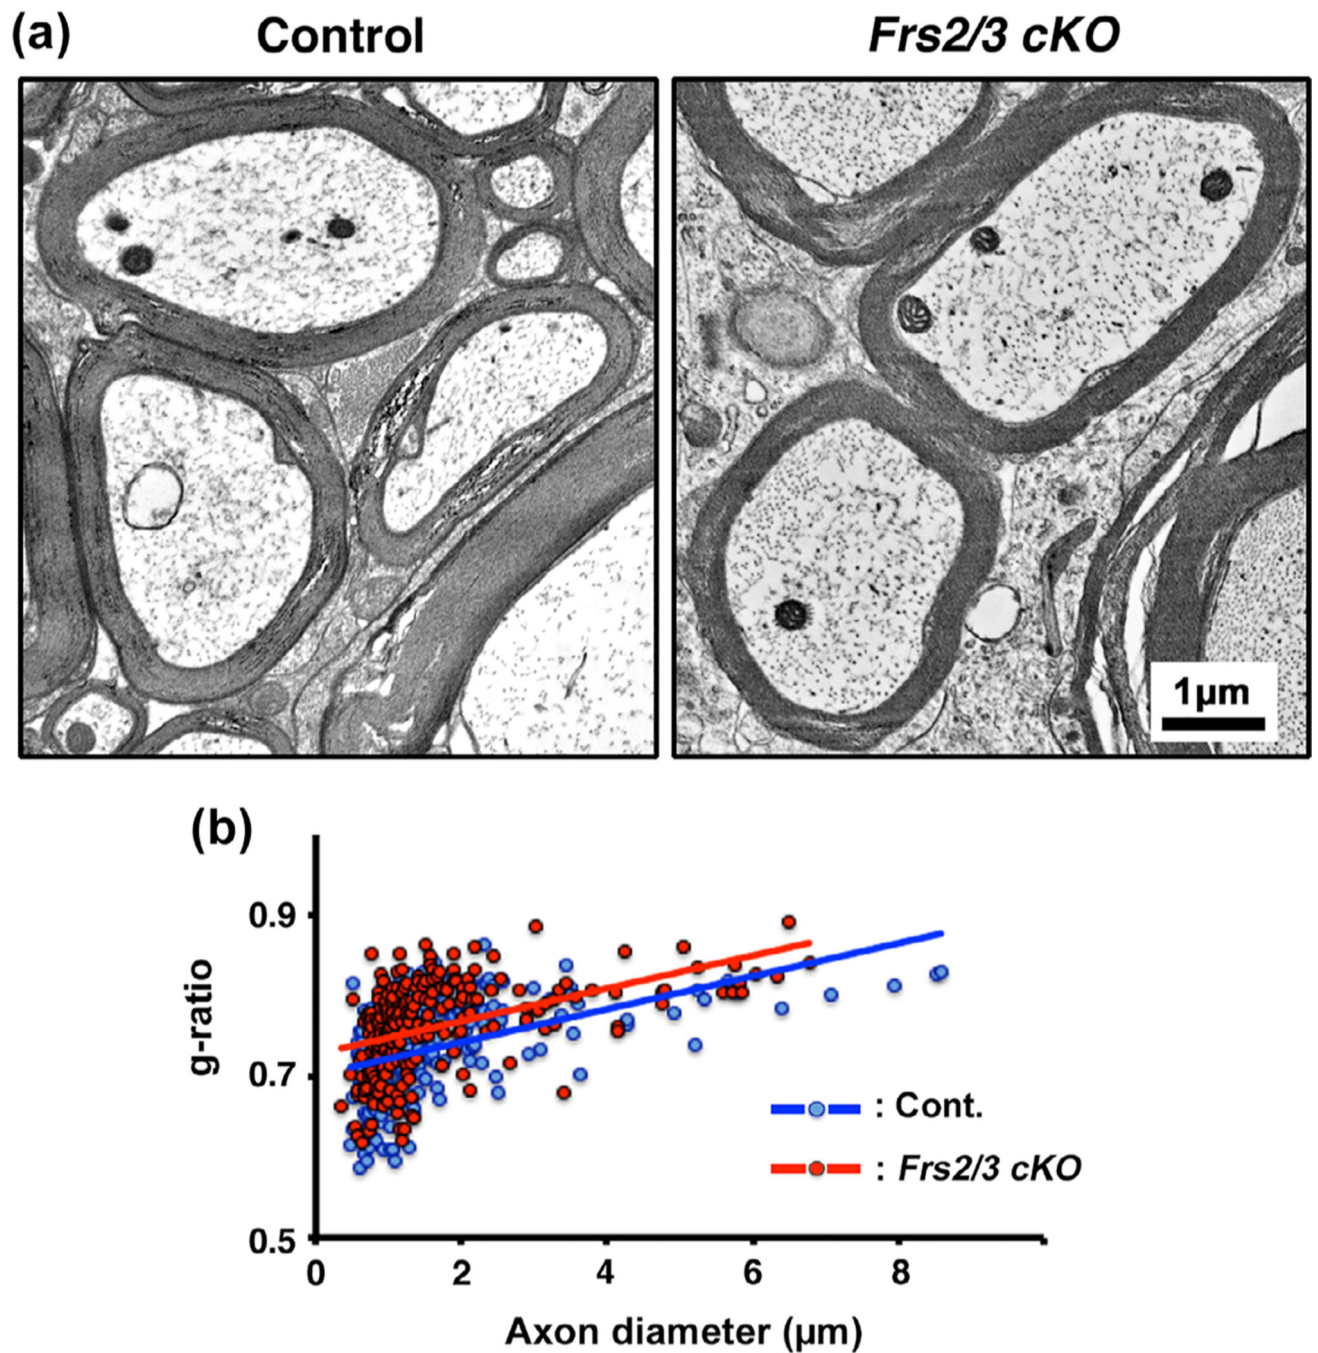 (a) Control Frs2/3 cKO
1µm
(b)
0.9
0.7
0.5
g-ratio
0 2 4 6 8
Axon diameter (µm)
: Cont.
: Frs2/3 cKO